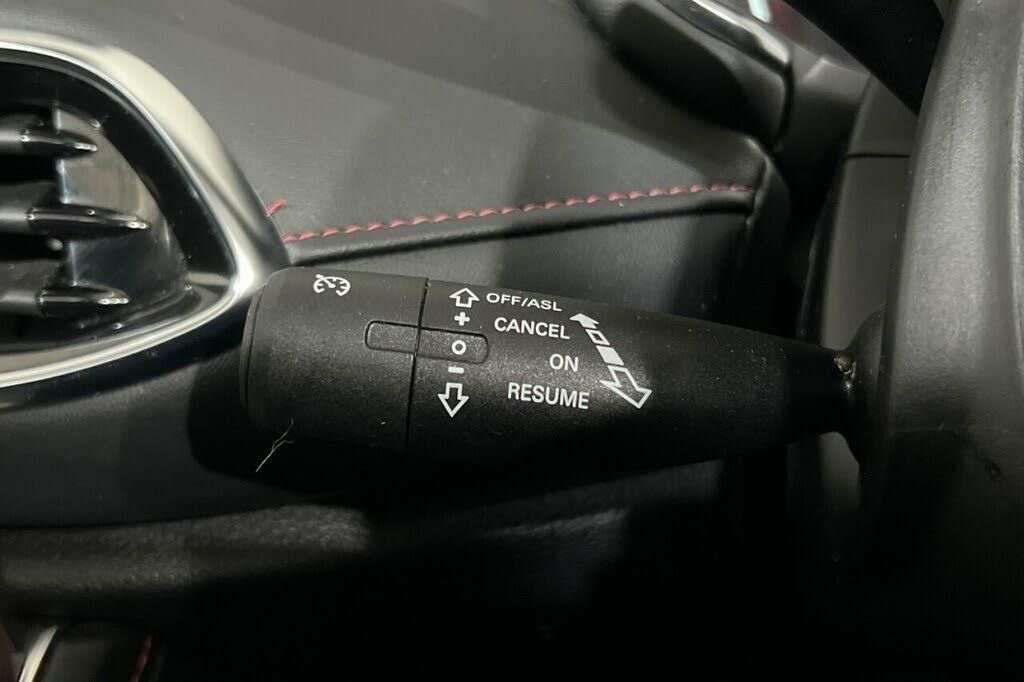 OFF/ASL
+
CANCEL
ON
-
RESUME